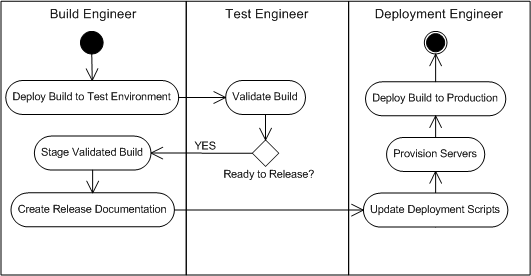 Build Engineer
Test Engineer
Deployment Engineer
Deploy Build to Test Environment
Validate Build
Deploy Build to Production
Stage Validated Build
YES
Ready to Release?
Provision Servers
Create Release Documentation
Update Deployment Scripts